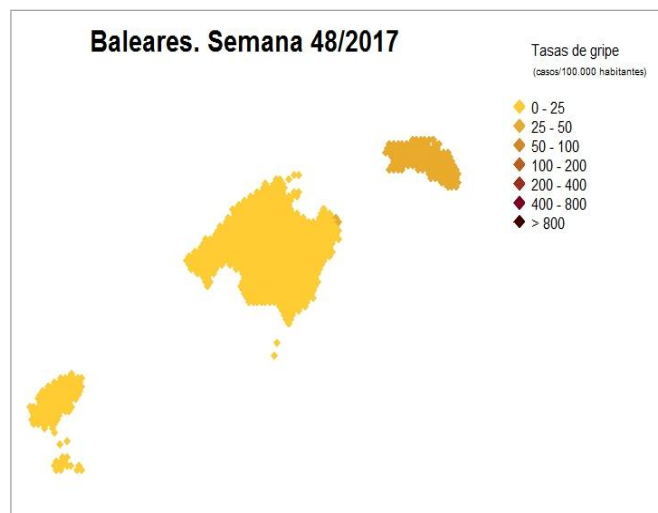 Baleares. Semana 48/2017
Tasas de gripe
(casos/100.000 habitantes)
0 - 25
25 - 50
50 - 100
100 - 200
200 - 400
400 - 800
> 800